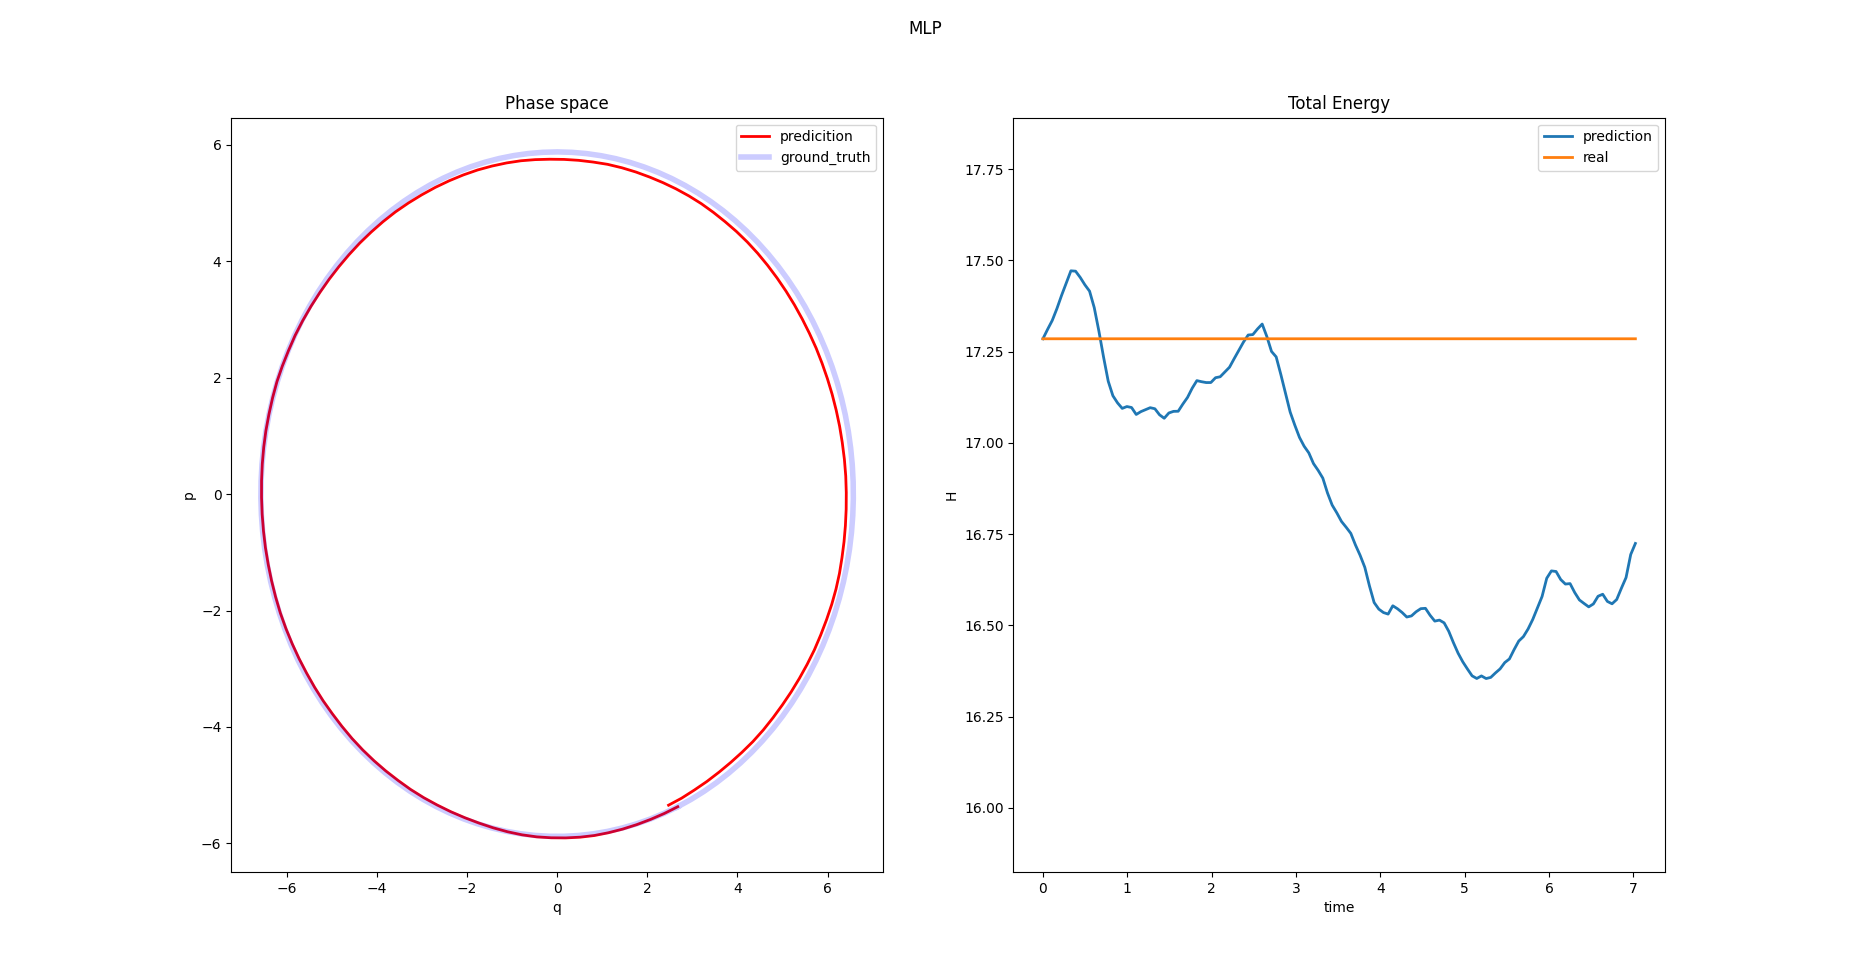 MLP
Phase space
predicition
ground_truth
6
4
2
0
−2
−4
−6
p
−6
−4
−2
0
2
4
6
q
Total Energy
prediction
real
17.75
17.50
17.25
17.00
16.75
16.50
16.25
16.00
H
0
1
2
3
4
5
6
7
time